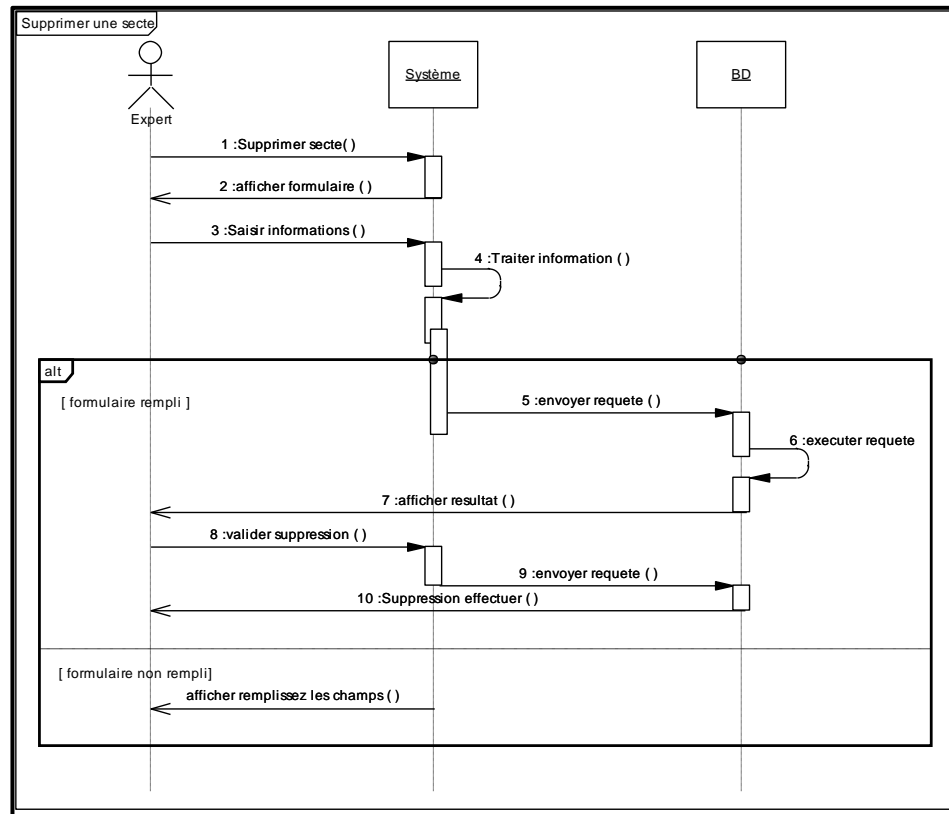 Supprimer une secte
Système
BD
Expert
1 :Supprimer secte( )
2 :afficher formulaire ( )
3 :Saisir informations ( )
4 :Traiter information ( )
alt
[ formulaire rempli ]
5 :envoyer requete ( )
6 :executer requete
7 :afficher resultat ( )
8 :valider suppression ( )
9 :envoyer requete ( )
10 :Suppression effectuer ( )
[ formulaire non rempli]
afficher remplissez les champs ( )